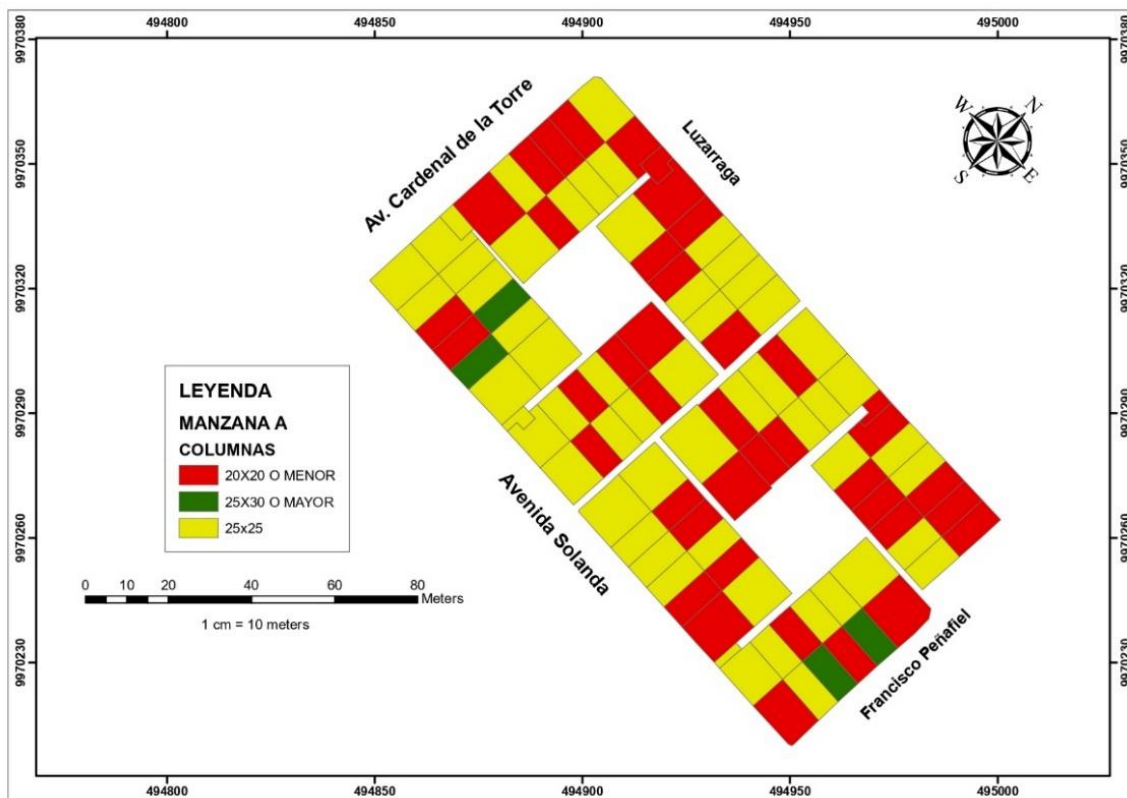 494800 494850 494900 494950 495000
9970380 9970380
9970350 9970350
9970320 9970320
9970290 9970290
9970260 9970260
9970230 9970230
Av. Cardenal de la Torre
Luzarraga
W N
S E
LEYENDA
MANZANA A
COLUMNAS
20X20 O MENOR
25X30 O MAYOR
25x25
Avenida Solanda
0 10 20 40 60 80
Meters
1 cm = 10 meters
Francisco Peñafiel
494800 494850 494900 494950 495000